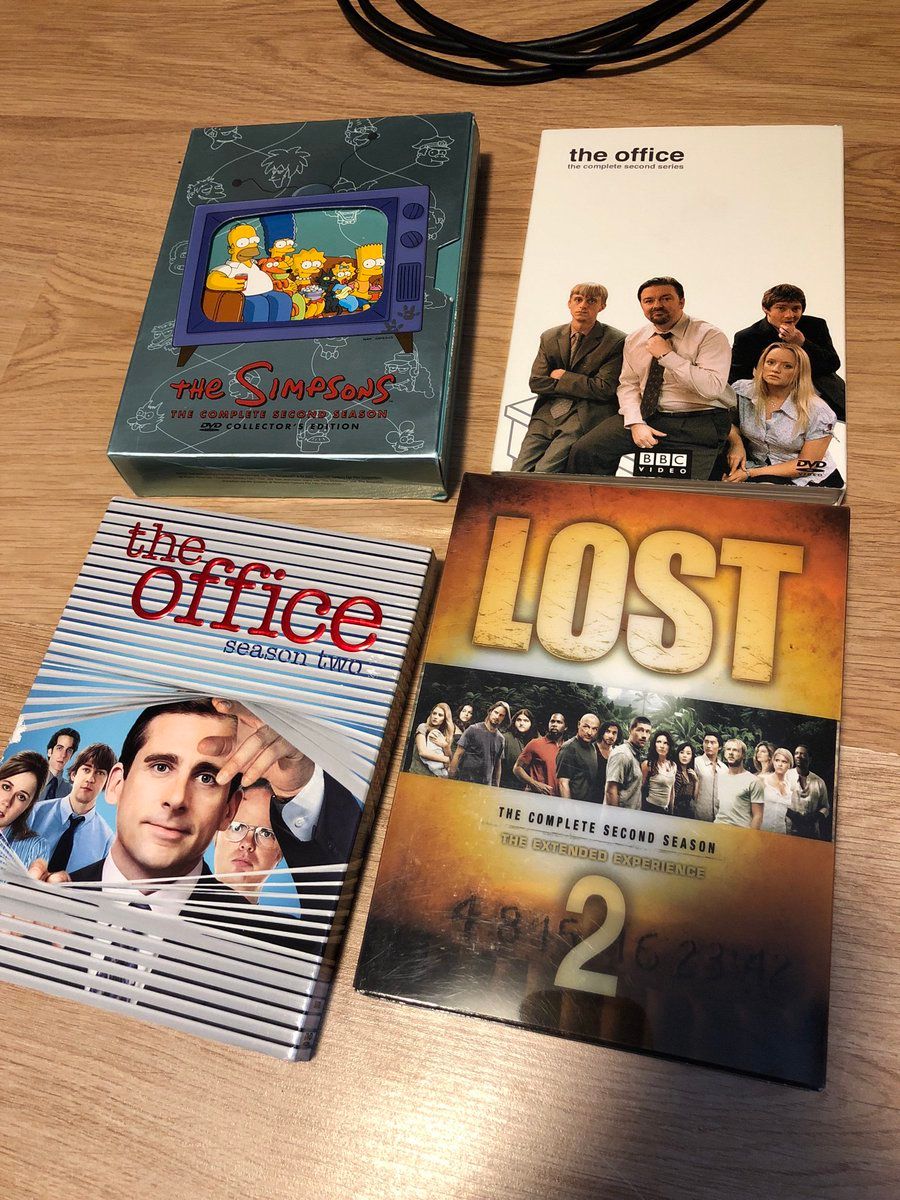 THE SIMPSONS
THE COMPLETE SECOND SEASON
DVD COLLECTOR'S EDITION
the office
the complete second series
BBC
VIDEO
DVD
VIDEO
the
office
season two
LOST
THE COMPLETE SECOND SEASON
THE EXTENDED EXPERIENCE
2
4 8 15 16 23 42